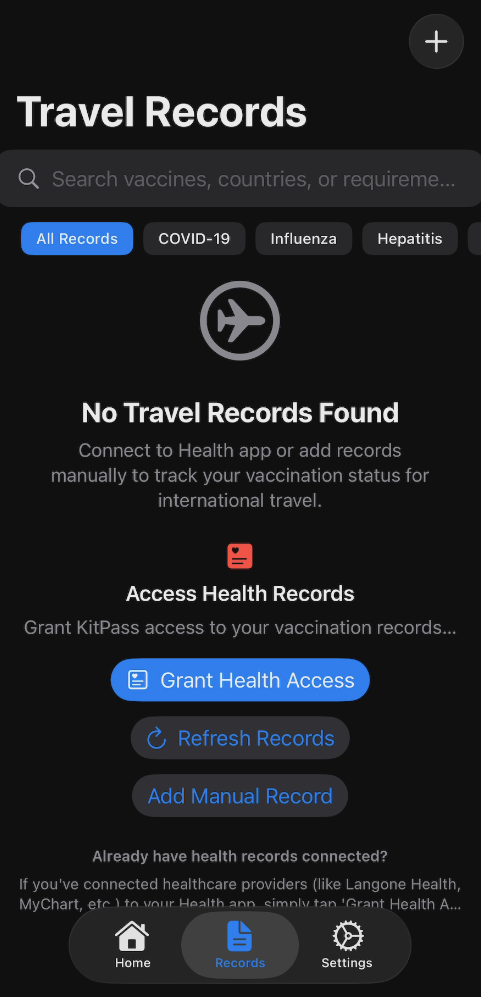 Travel Records
Search vaccines, countries, or requireme...
All Records
COVID-19
Influenza
Hepatitis
No Travel Records Found
Connect to Health app or add records
manually to track your vaccination status for
international travel.
Access Health Records
Grant KitPass access to your vaccination records...
Grant Health Access
Refresh Records
Add Manual Record
Already have health records connected?
If you've connected healthcare providers (like Langone Health,
MyChart, etc.) to your Health app, simply tap 'Grant Health A...
Home
Records
Settings